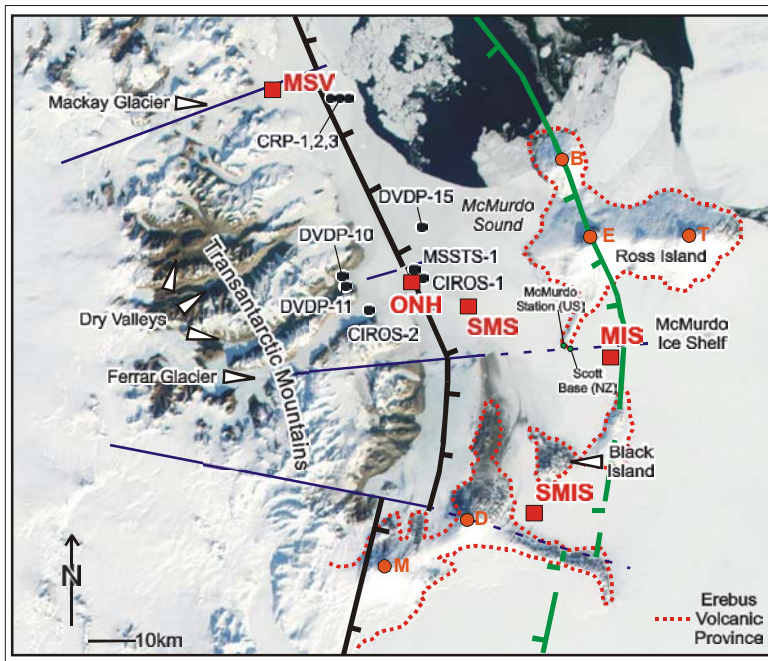 MSV
Mackay Glacier
CRP-1,2,3
B
DVDP-15
McMurdo
Sound
E
T
DVDP-10
MSSTS-1
Ross Island
CIROS-1
DVDP-11
ONH
McMurdo
Station (US)
SMS
Dry Valleys
Transantarctic Mountains
CIROS-2
MIS
McMurdo
Ice Shelf
Ferrar Glacier
Scott
Base (NZ)
Black
Island
SMIS
D
M
N
10km
Erebus
Volcanic
Province